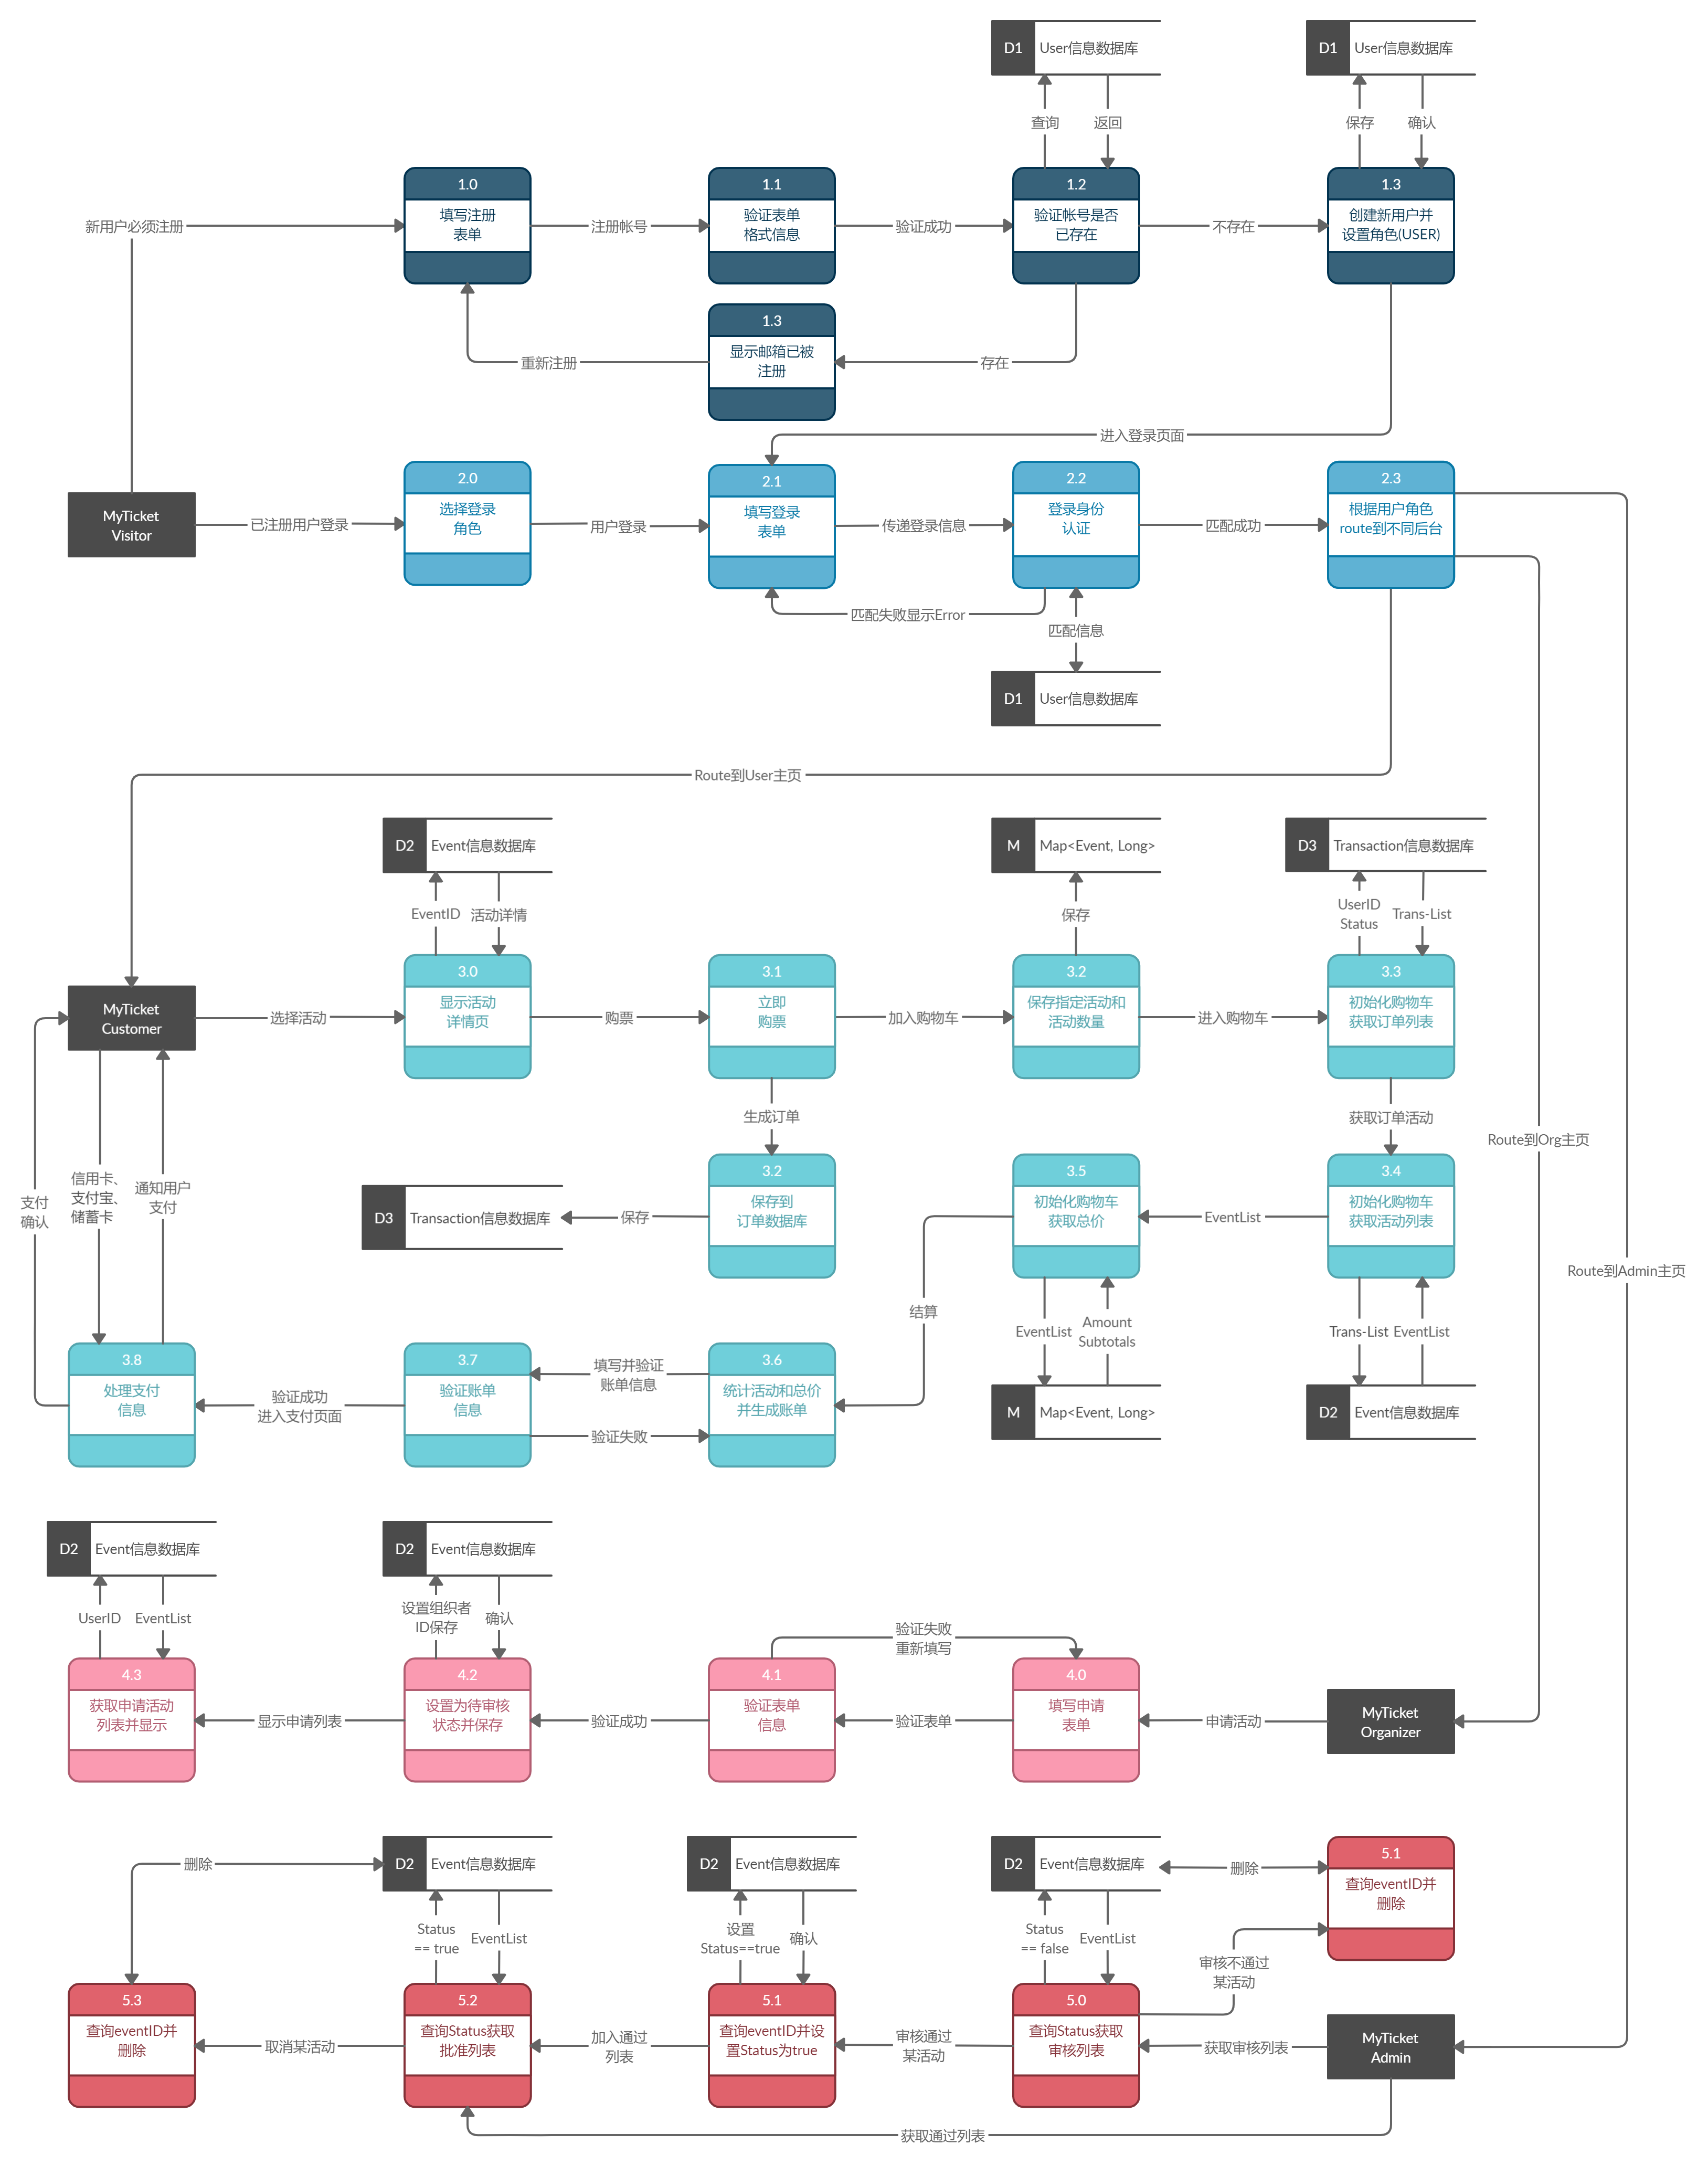 D1
User信息数据库
D1
User信息数据库
查询
返回
保存
确认
1.0
填写注册
表单
1.1
验证表单
格式信息
1.2
验证帐号是否
已存在
1.3
创建新用户并
设置角色(USER)
新用户必须注册
注册帐号
验证成功
不存在
1.3
显示邮箱已被
注册
重新注册
存在
进入登录页面
MyTicket
Visitor
已注册用户登录
2.0
选择登录
角色
用户登录
2.1
填写登录
表单
传递登录信息
2.2
登录身份
认证
匹配成功
2.3
根据用户角色
route到不同后台
匹配失败显示Error
匹配信息
D1
User信息数据库
Route到User主页
D2
Event信息数据库
M
Map<Event, Long>
D3
Transaction信息数据库
EventID
活动详情
保存
UserID
Status
Trans-List
MyTicket
Customer
选择活动
3.0
显示活动
详情页
购票
3.1
立即
购票
加入购物车
3.2
保存指定活动和
活动数量
进入购物车
3.3
初始化购物车
获取订单列表
生成订单
获取订单活动
Route到Org主页
支付
确认
信用卡、
支付宝、
储蓄卡
通知用户
支付
D3
Transaction信息数据库
保存
3.2
保存到
订单数据库
3.5
初始化购物车
获取总价
EventList
3.4
初始化购物车
获取活动列表
Route到Admin主页
结算
EventList
Amount
Subtotals
Trans-List
EventList
3.8
处理支付
信息
验证成功
进入支付页面
3.7
验证账单
信息
填写并验证
账单信息
验证失败
3.6
统计活动和总价
并生成账单
M
Map<Event, Long>
D2
Event信息数据库
D2
Event信息数据库
D2
Event信息数据库
UserID
EventList
设置组织者
ID保存
确认
验证失败
重新填写
4.3
获取申请活动
列表并显示
显示申请列表
4.2
设置为待审核
状态并保存
验证成功
4.1
验证表单
信息
验证表单
4.0
填写申请
表单
申请活动
MyTicket
Organizer
删除
D2
Event信息数据库
D2
Event信息数据库
D2
Event信息数据库
删除
5.1
查询eventID并
删除
Status
== true
EventList
设置
Status==true
确认
Status
== false
EventList
审核不通过
某活动
5.3
查询eventID并
删除
取消某活动
5.2
查询Status获取
批准列表
加入通过
列表
5.1
查询eventID并设
置Status为true
审核通过
某活动
5.0
查询Status获取
审核列表
获取审核列表
MyTicket
Admin
获取通过列表